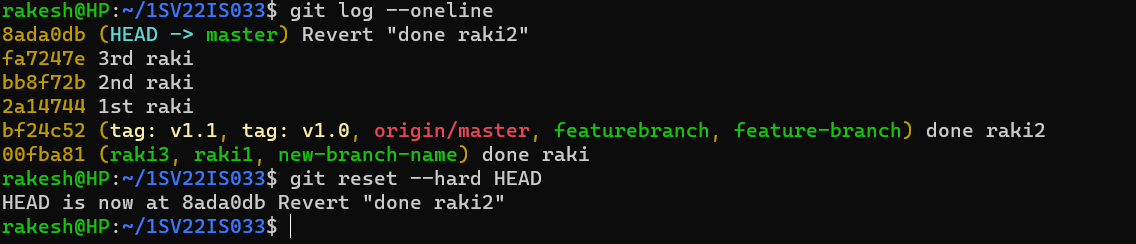 rakesh@HP:~/1SV22IS033$ git log --oneline
8ada0db (HEAD -> master) Revert "done raki2"
fa7247e 3rd raki
bb8f72b 2nd raki
2a14744 1st raki
bf24c52 (tag: v1.1, tag: v1.0, origin/master, featurebranch, feature-branch) done raki2
00fba81 (raki3, raki1, new-branch-name) done raki
rakesh@HP:~/1SV22IS033$ git reset --hard HEAD
HEAD is now at 8ada0db Revert "done raki2"
rakesh@HP:~/1SV22IS033$